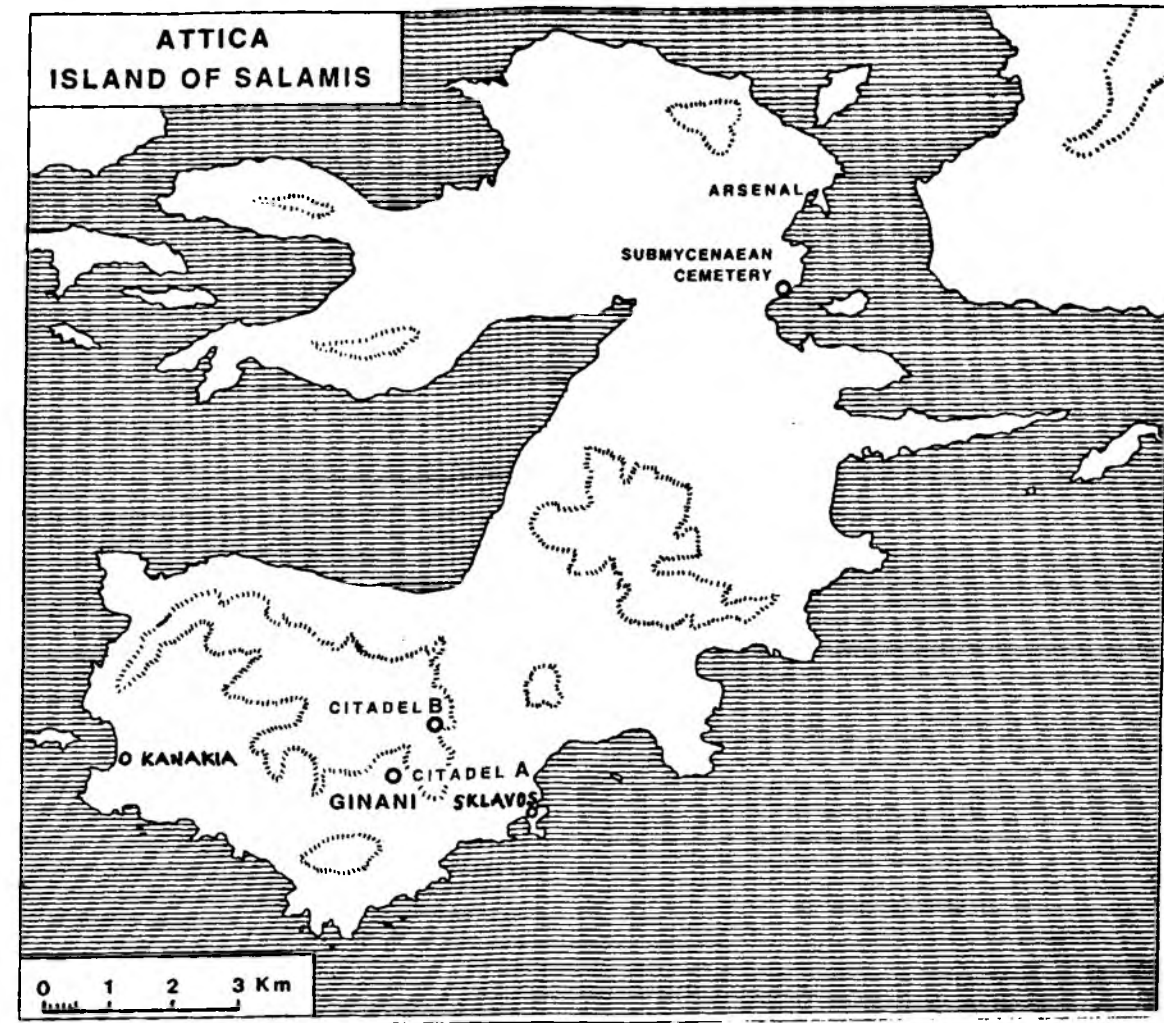 ATTICA
ISLAND OF SALAMIS
ARSENAL
SUBMYCENAEAN
CEMETERY
CITADEL B
KANAKIA
CITADEL A
GINANI
SKLAVOS
0 1 2 3 Km